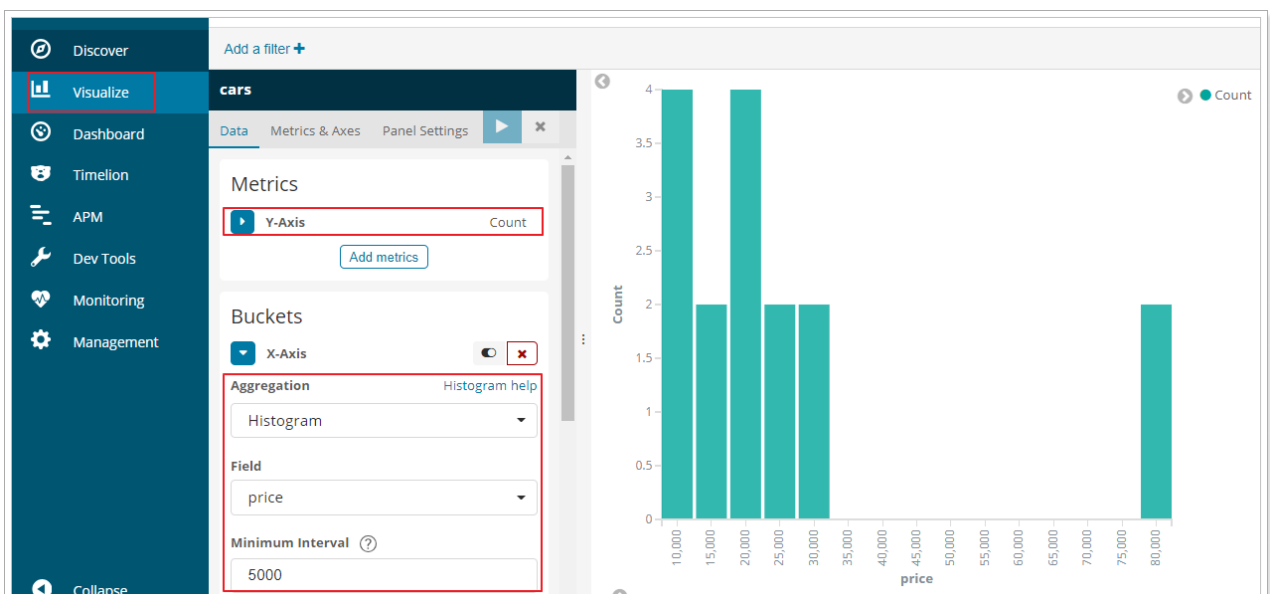 Discover
Visualize
Dashboard
Timelion
APM
Dev Tools
Monitoring
Management
Collapse
Add a filter +
cars
Data Metrics & Axes Panel Settings
Metrics
Y-Axis Count
Add metrics
Buckets
X-Axis
Aggregation Histogram help
Histogram
Field
price
Minimum Interval ?
5000
Count
4
3.5
3
2.5
2
1.5
1
0.5
0
Count
10,000
15,000
20,000
25,000
30,000
35,000
40,000
45,000
50,000
55,000
60,000
65,000
70,000
75,000
80,000
price